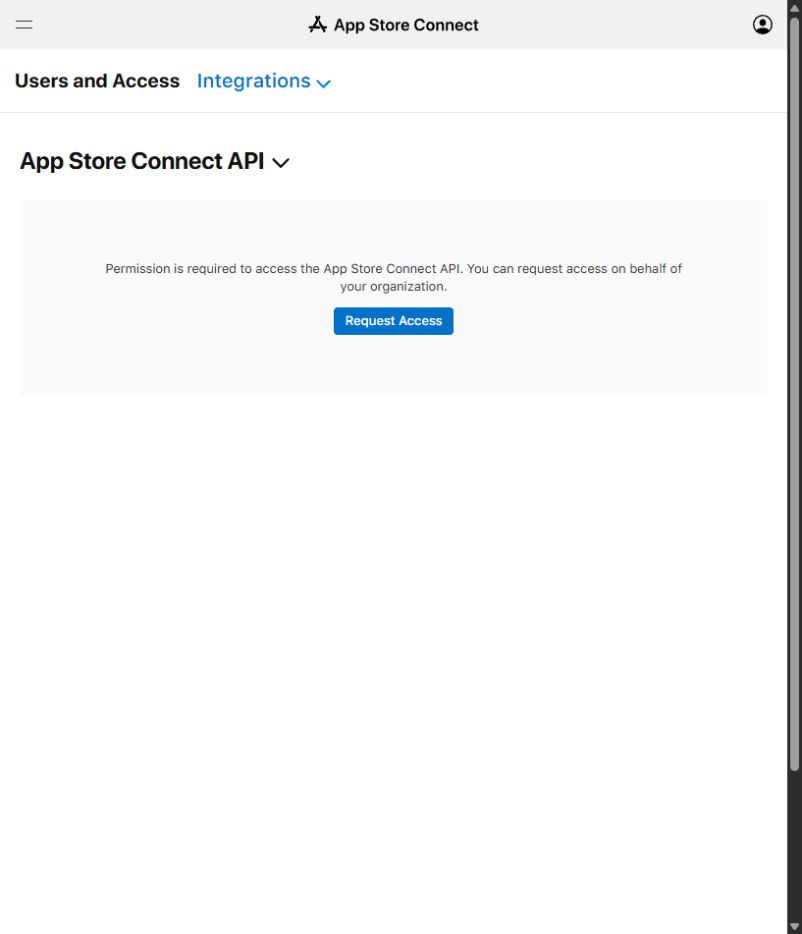 App Store Connect
Users and Access Integrations
App Store Connect API
Permission is required to access the App Store Connect API. You can request access on behalf of
your organization.
Request Access